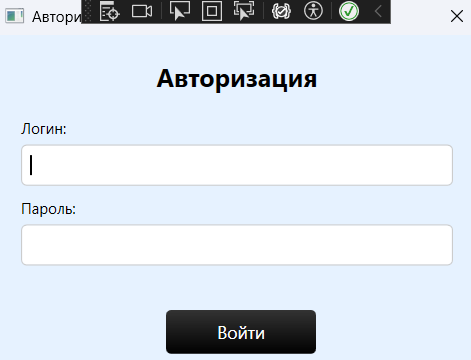 Автори
Авторизация
Логин:
Пароль:
Войти